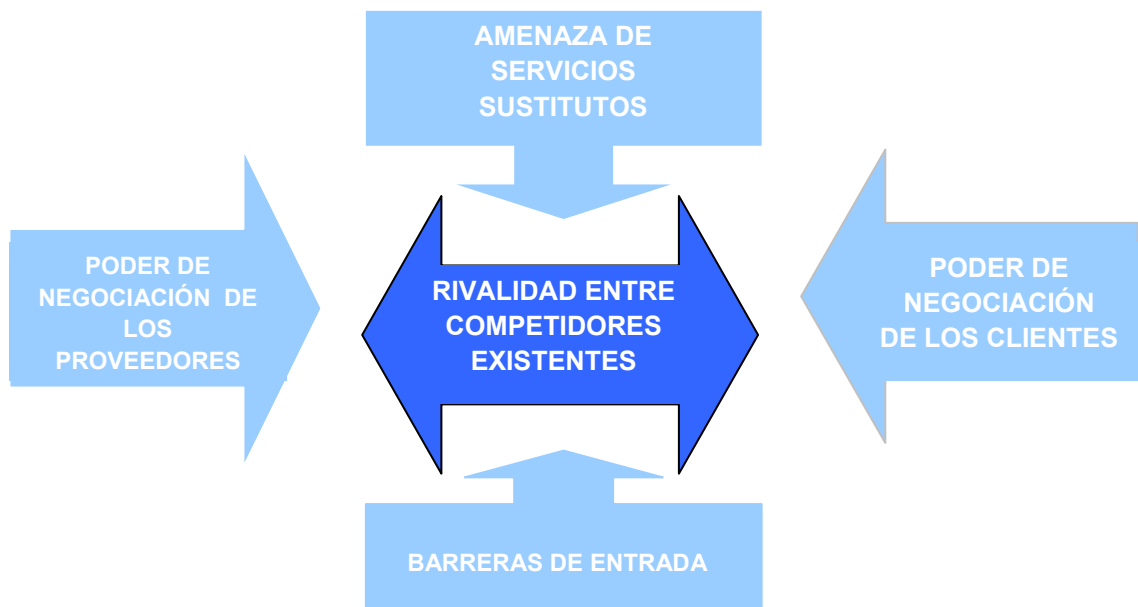 AMENAZA DE
SERVICIOS
SUSTITUTOS
PODER DE
NEGOCIACIÓN DE
LOS
PROVEEDORES
RIVALIDAD ENTRE
COMPETIDORES
EXISTENTES
PODER DE
NEGOCIACIÓN
DE LOS CLIENTES
BARRERAS DE ENTRADA